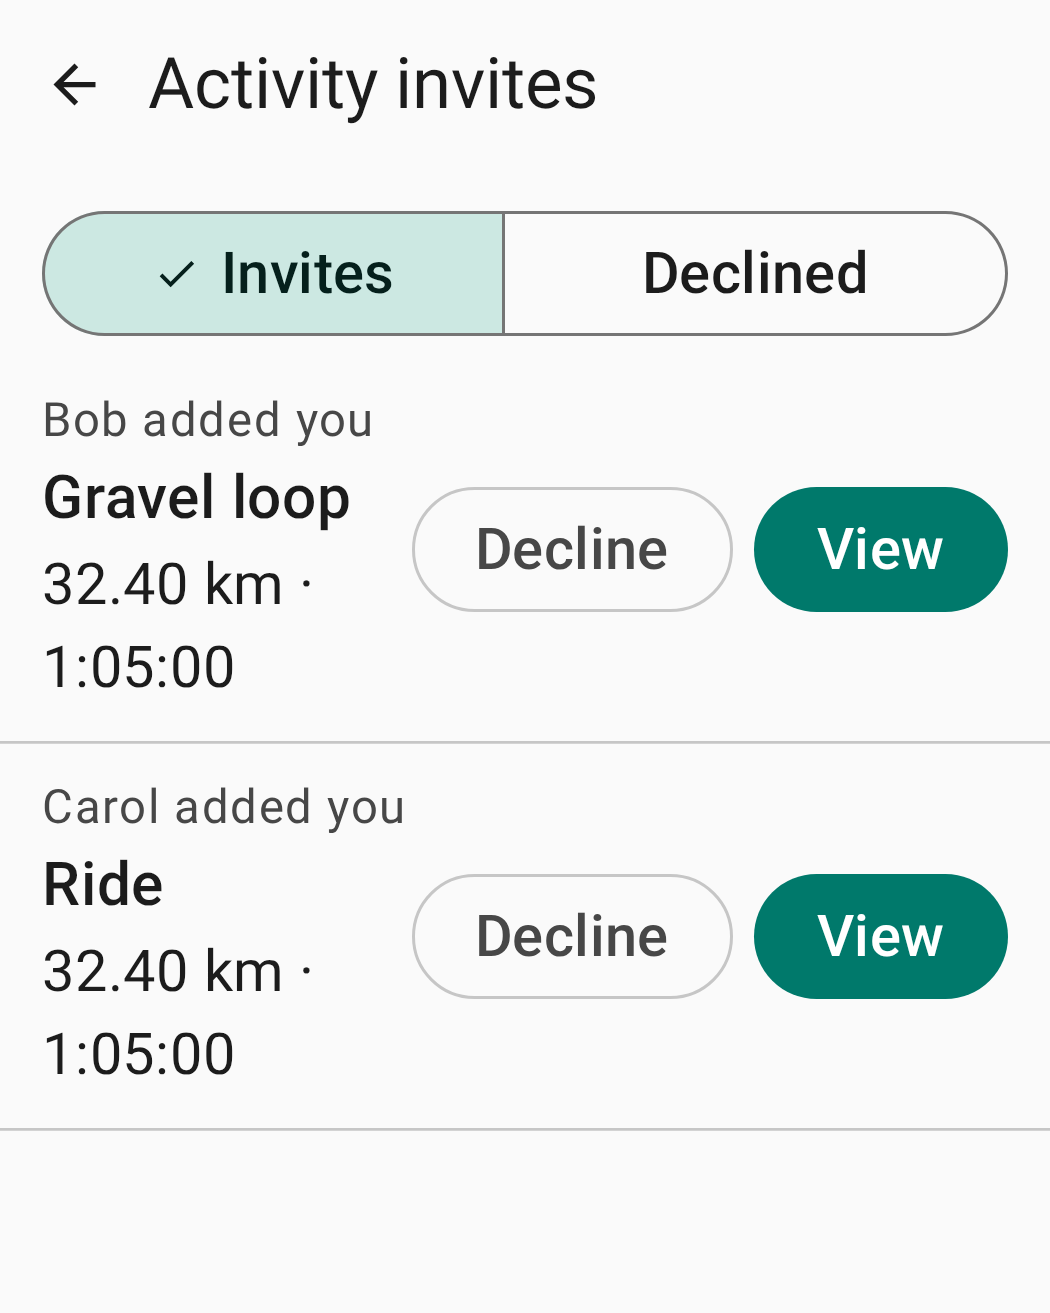 Activity invites
Invites
Declined
Bob added you
Gravel loop
32.40 km ·
1:05:00
Decline
View
Carol added you
Ride
32.40 km ·
1:05:00
Decline
View